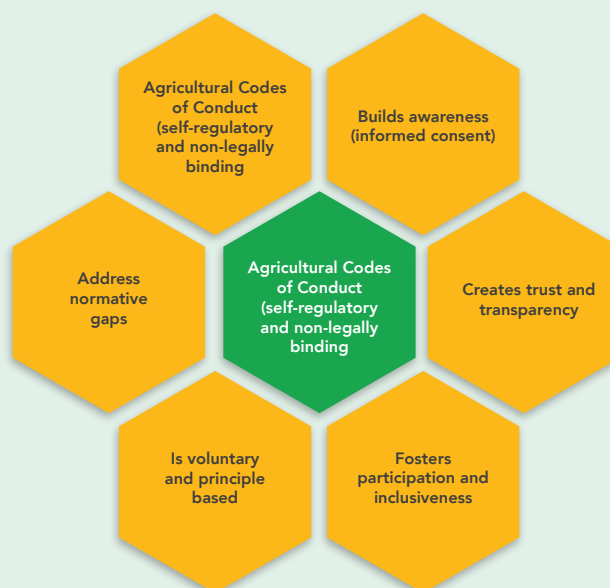 Agricultural Codes
of Conduct
(self-regulatory
and non-legally
binding
Builds awareness
(informed consent)
Address
normative
gaps
Agricultural Codes
of Conduct
(self-regulatory
and non-legally
binding
Creates trust and
transparency
Is voluntary
and principle
based
Fosters
participation and
inclusiveness